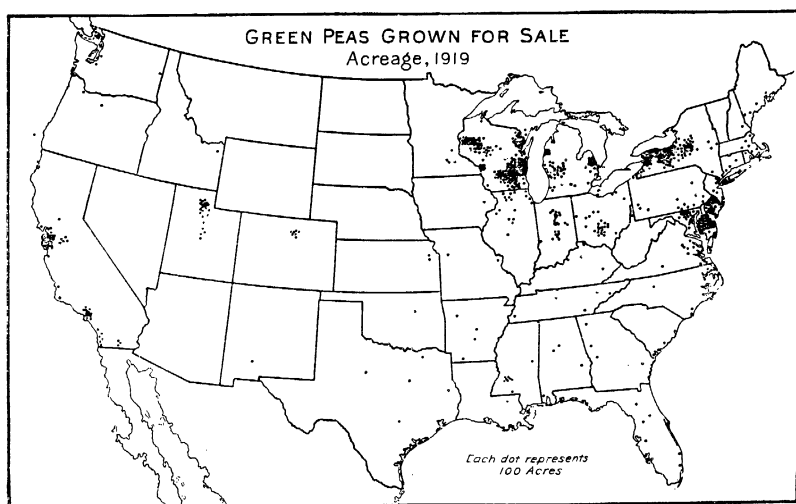 GREEN PEAS GROWN FOR SALE
Acreage, 1919
Each dot represents
100 Acres